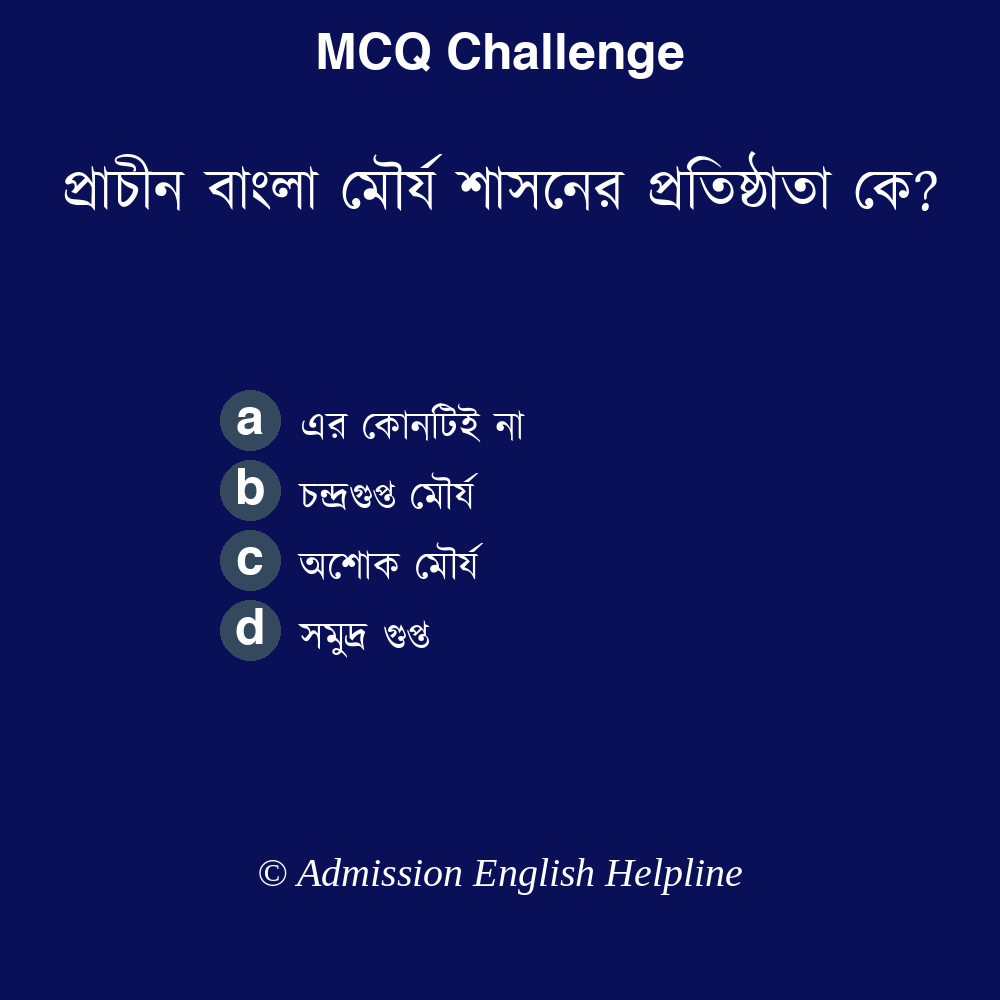 MCQ Challenge
প্রাচীন বাংলা মৌর্য শাসনের প্রতিষ্ঠাতা কে?
a এর কোনটিই না
b চন্দ্রগুপ্ত মৌর্য
c অশোক মৌর্য
d সমুদ্র গুপ্ত
© Admission English Helpline